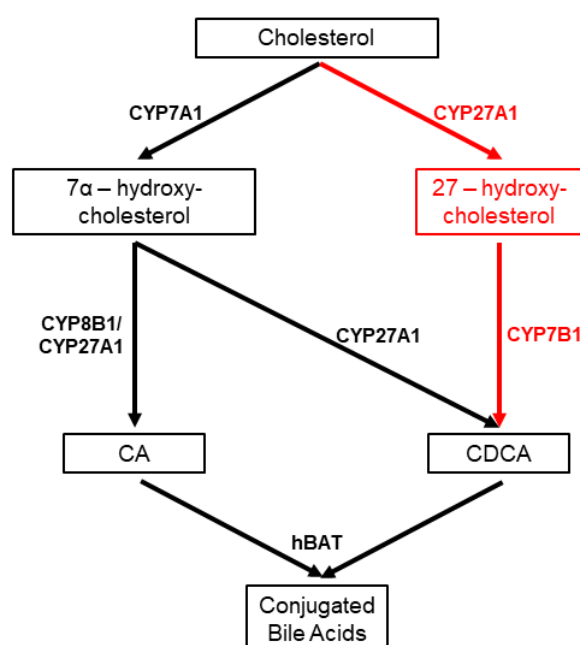 Cholesterol
CYP7A1
CYP27A1
7α – hydroxy-
cholesterol
27 – hydroxy-
cholesterol
CYP8B1/
CYP27A1
CYP27A1
CYP7B1
CA
CDCA
hBAT
Conjugated
Bile Acids